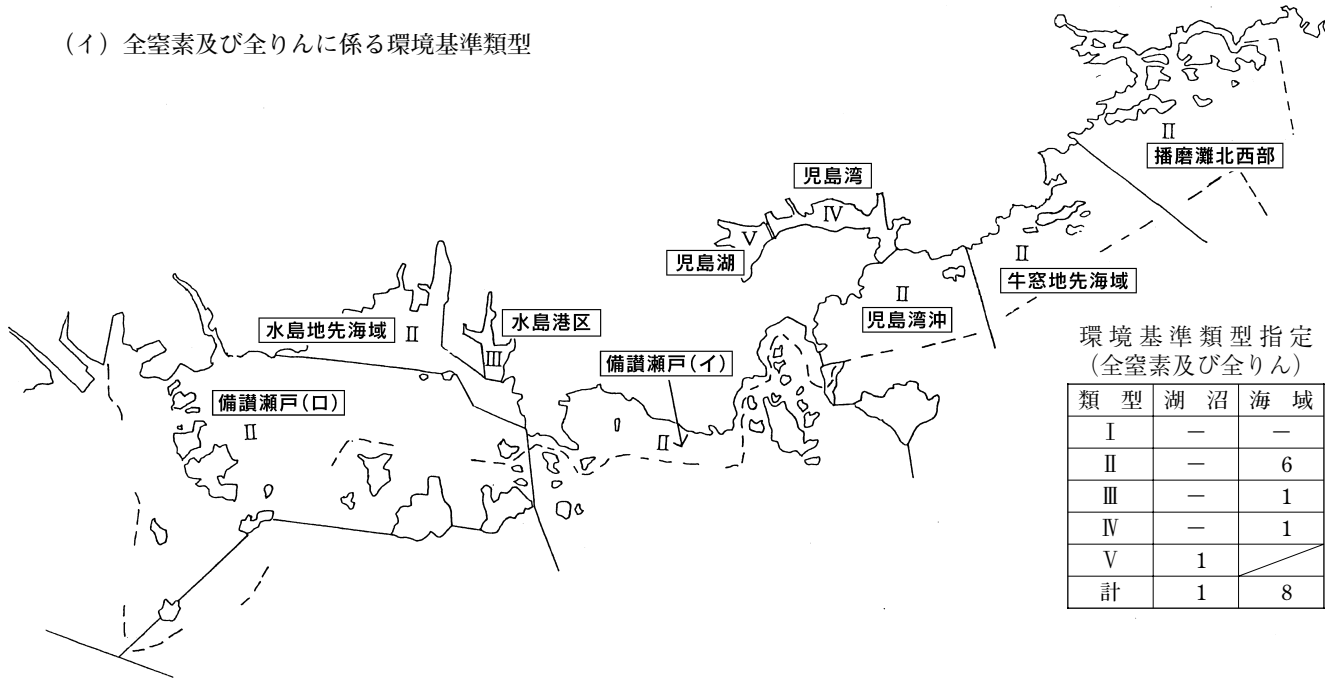 （イ）全窒素及び全りんに係る環境基準類型
Ⅱ
播磨灘北西部
児島湾
Ⅳ
Ⅴ
児島湖
Ⅱ
牛窓地先海域
Ⅱ
児島湾沖
水島地先海域
Ⅱ
水島港区
Ⅲ
備讃瀬戸(イ)
Ⅱ
備讃瀬戸(ロ)
Ⅱ
環境基準類型指定
（全窒素及び全りん）
類　型　湖　沼　海　域
Ⅰ　－　－
Ⅱ　－　6
Ⅲ　－　1
Ⅳ　－　1
Ⅴ　1
計　1　8